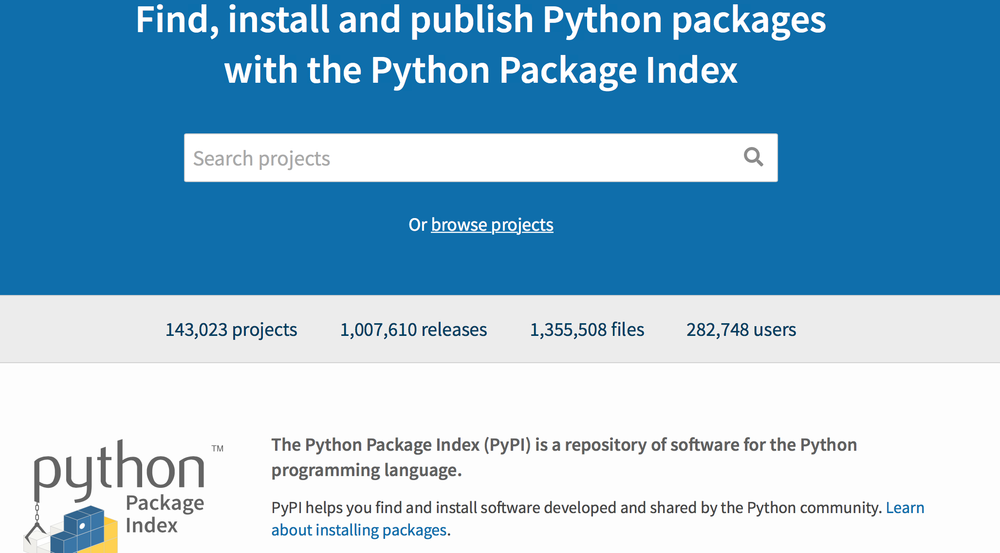 Find, install and publish Python packages
with the Python Package Index
Search projects
Or browse projects
143,023 projects 1,007,610 releases 1,355,508 files 282,748 users
python ™
Package
Index
The Python Package Index (PyPI) is a repository of software for the Python
programming language.
PyPI helps you find and install software developed and shared by the Python community. Learn
about installing packages.